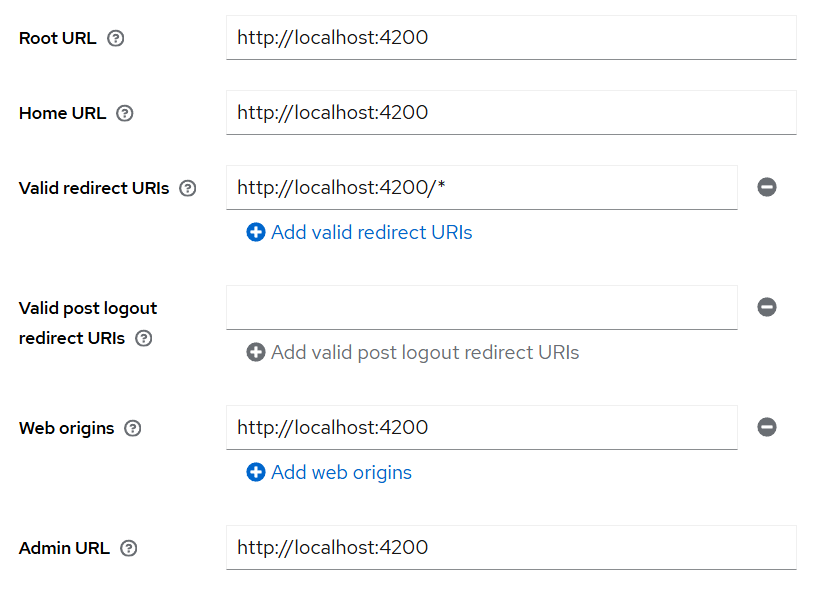 Root URL
http://localhost:4200
Home URL
http://localhost:4200
Valid redirect URIs
http://localhost:4200/*
Add valid redirect URIs
Valid post logout
redirect URIs
Add valid post logout redirect URIs
Web origins
http://localhost:4200
Add web origins
Admin URL
http://localhost:4200